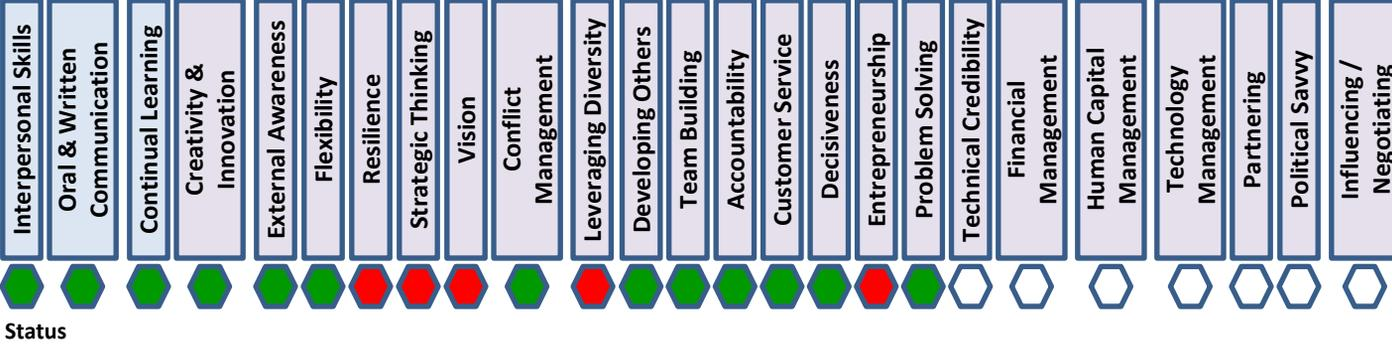 Interpersonal Skills
Oral & Written
Communication
Continual Learning
Creativity &
Innovation
External Awareness
Flexibility
Resilience
Strategic Thinking
Vision
Conflict
Management
Leveraging Diversity
Developing Others
Team Building
Accountability
Customer Service
Decisiveness
Entrepreneurship
Problem Solving
Technical Credibility
Financial
Management
Human Capital
Management
Technology
Management
Partnering
Political Savvy
Influencing /
Negotiating
Status